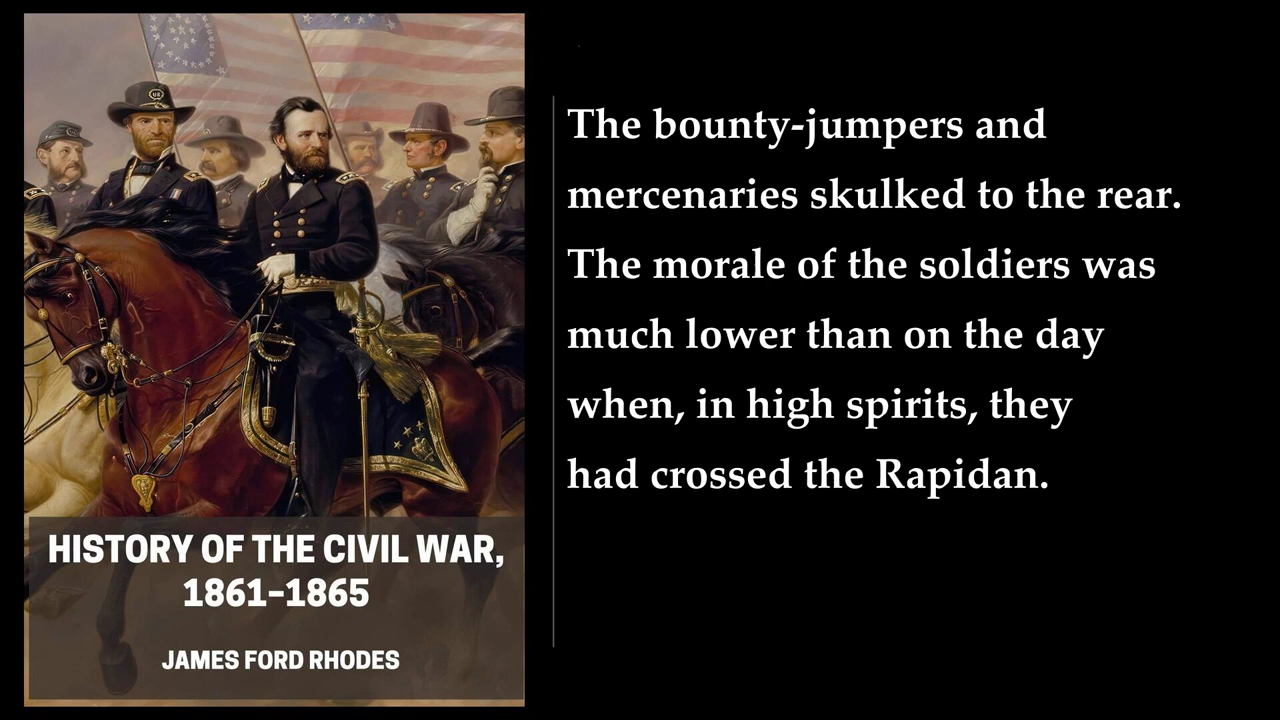 HISTORY OF THE CIVIL WAR,
1861–1865
JAMES FORD RHODES
The bounty-jumpers and
mercenaries skulked to the rear.
The morale of the soldiers was
much lower than on the day
when, in high spirits, they
had crossed the Rapidan.